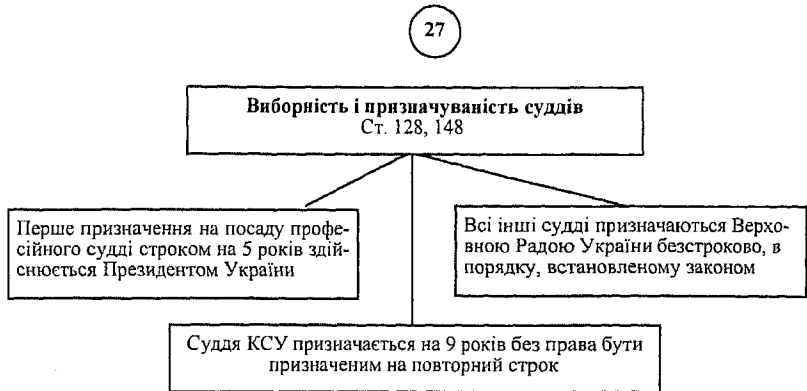 27
Виборність і призначуваність суддів
Ст. 128, 148
Перше призначення на посаду профе-
сійного судді строком на 5 років здій-
снюється Президентом України
Всі інші судді призначаються Верхо-
вною Радою України безстроково, в
порядку, встановленому законом
Суддя КСУ призначається на 9 років без права бути
призначеним на повторний строк